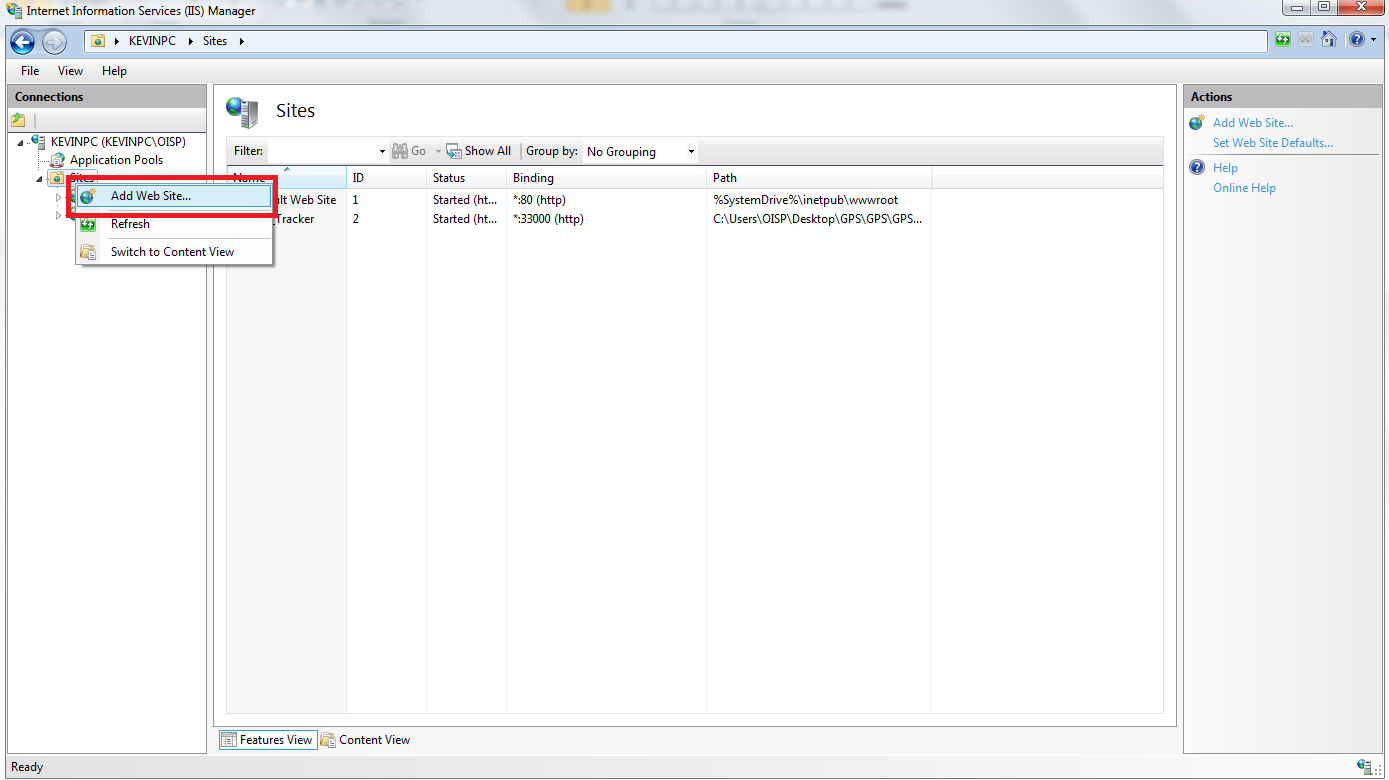 Internet Information Services (IIS) Manager
KEVINPC Sites
File View Help
Connections
KEVINPC (KEVINPC\OISP)
Application Pools
Sites
Add Web Site...
Refresh
Switch to Content View
Sites
Filter: Go Show All Group by: No Grouping
Name ID Status Binding Path
ult Web Site 1 Started (ht... *:80 (http) %SystemDrive%\inetpub\wwwroot
Tracker 2 Started (ht... *:33000 (http) C:\Users\OISP\Desktop\GPS\GPS\GPS...
Features View Content View
Actions
Add Web Site...
Set Web Site Defaults...
Help
Online Help
Ready